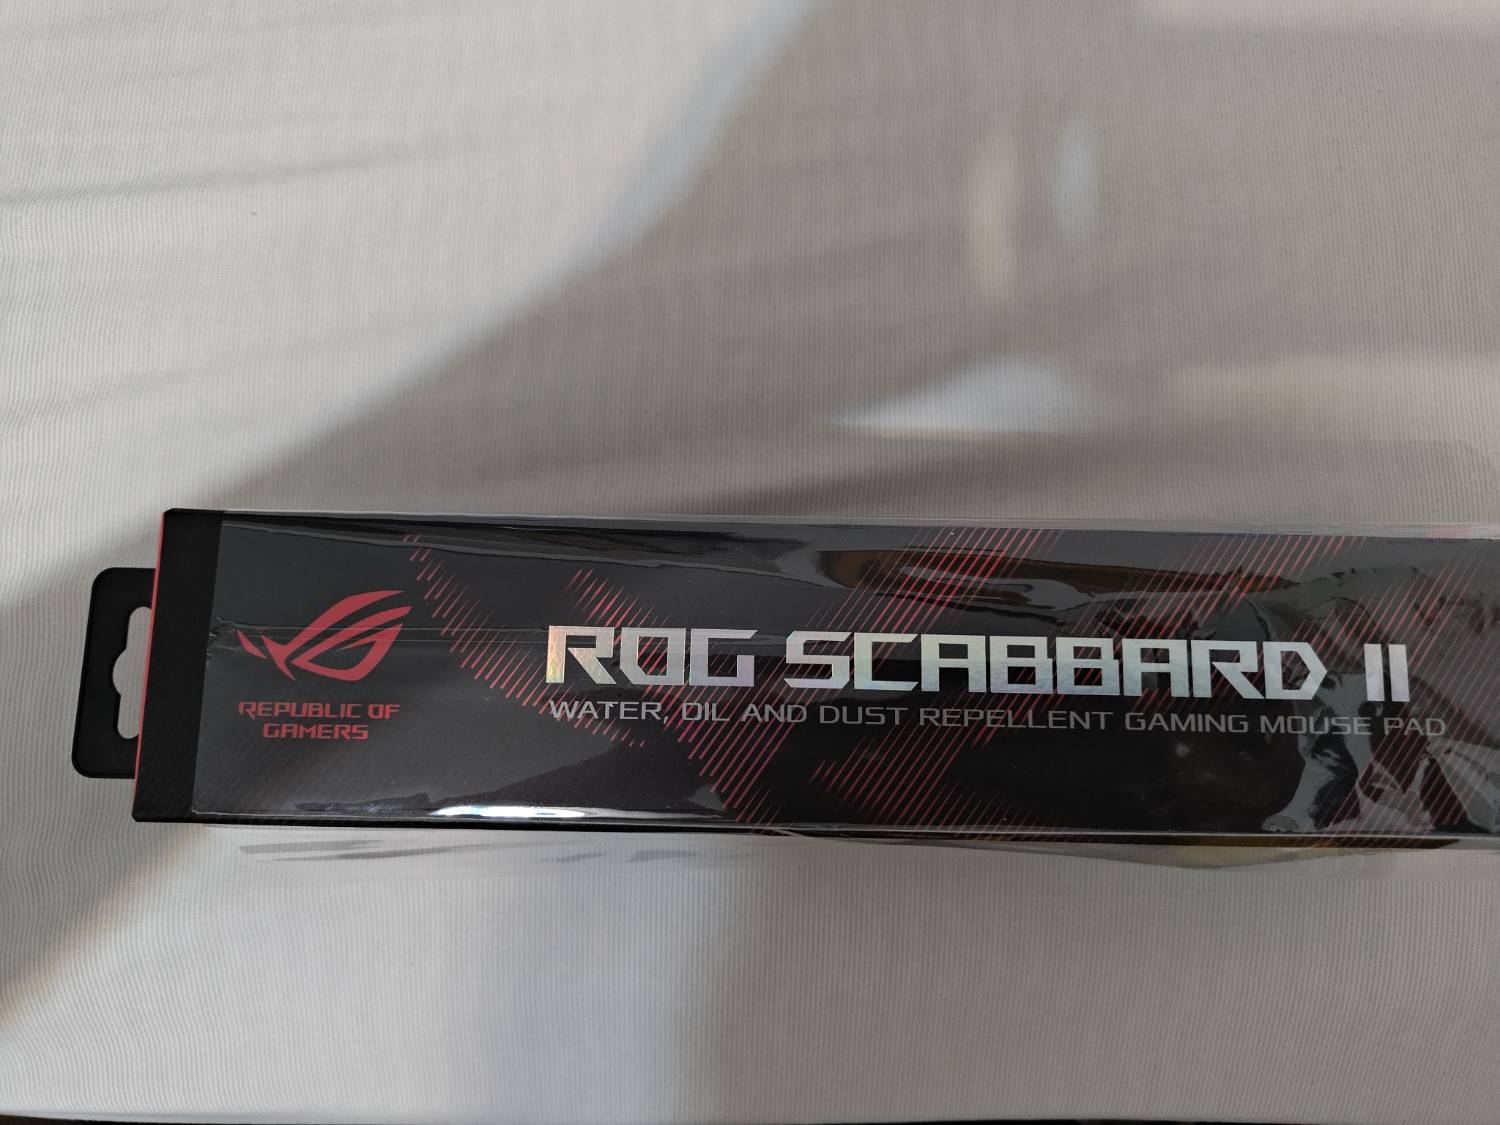 REPUBLIC OF
GAMERS
ROG SCABBARD II
WATER, OIL AND DUST REPELLENT GAMING MOUSE PAD